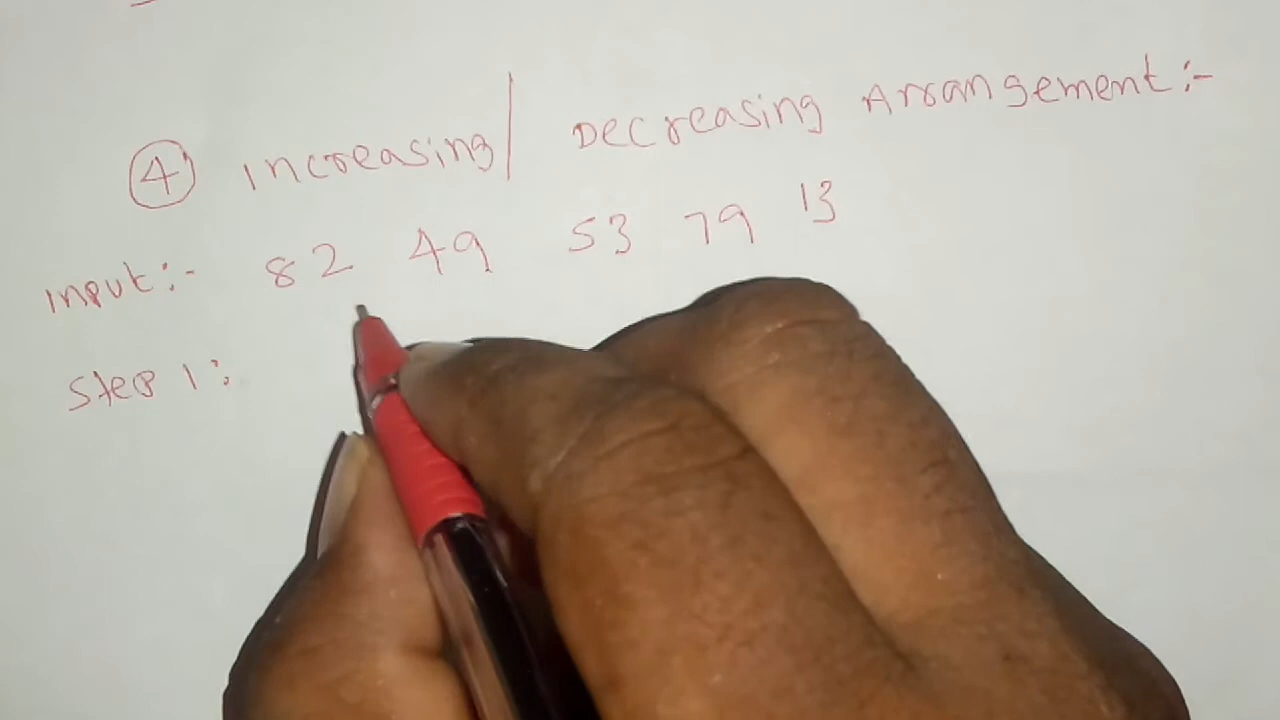 ④ Increasing/ Decreasing Arrangement:-
Input:- 82 49 53 79 13
Step 1: